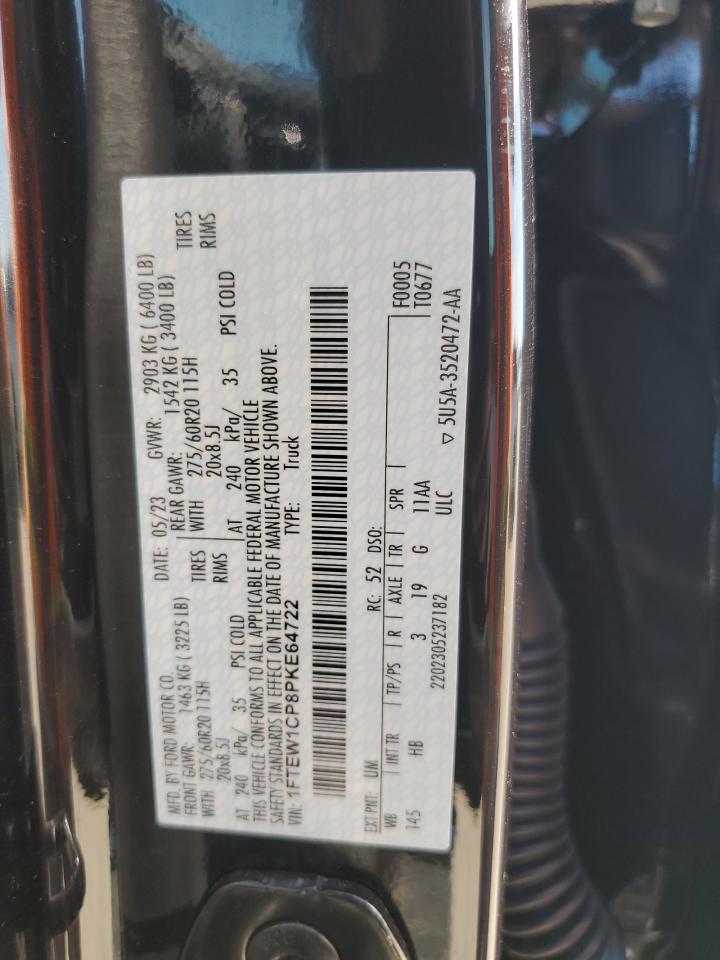 MFD. BY FORD MOTOR CO. DATE: 05/23 GVWR: 2903 KG ( 6400 LB)
FRONT GAWR: 1463 KG ( 3225 LB) REAR GAWR: 1542 KG ( 3400 LB)
WITH 275/60R20 115H TIRES WITH 275/60R20 115H TIRES
20x8.5J RIMS 20x8.5J RIMS
AT 240 kPa/ 35 PSI COLD AT 240 kPa/ 35 PSI COLD
THIS VEHICLE CONFORMS TO ALL APPLICABLE FEDERAL MOTOR VEHICLE
SAFETY STANDARDS IN EFFECT ON THE DATE OF MANUFACTURE SHOWN ABOVE.
VIN: 1FTEW1CP8PKE64722 TYPE: Truck
EXT PNT: UM RC: 52 DSO:
WB INT TR TP/PS R AXLE TR SPR F0005
145 HB 3 19 G 11AA T0677
2202305237182 ULC
5U5A-3520472-AA